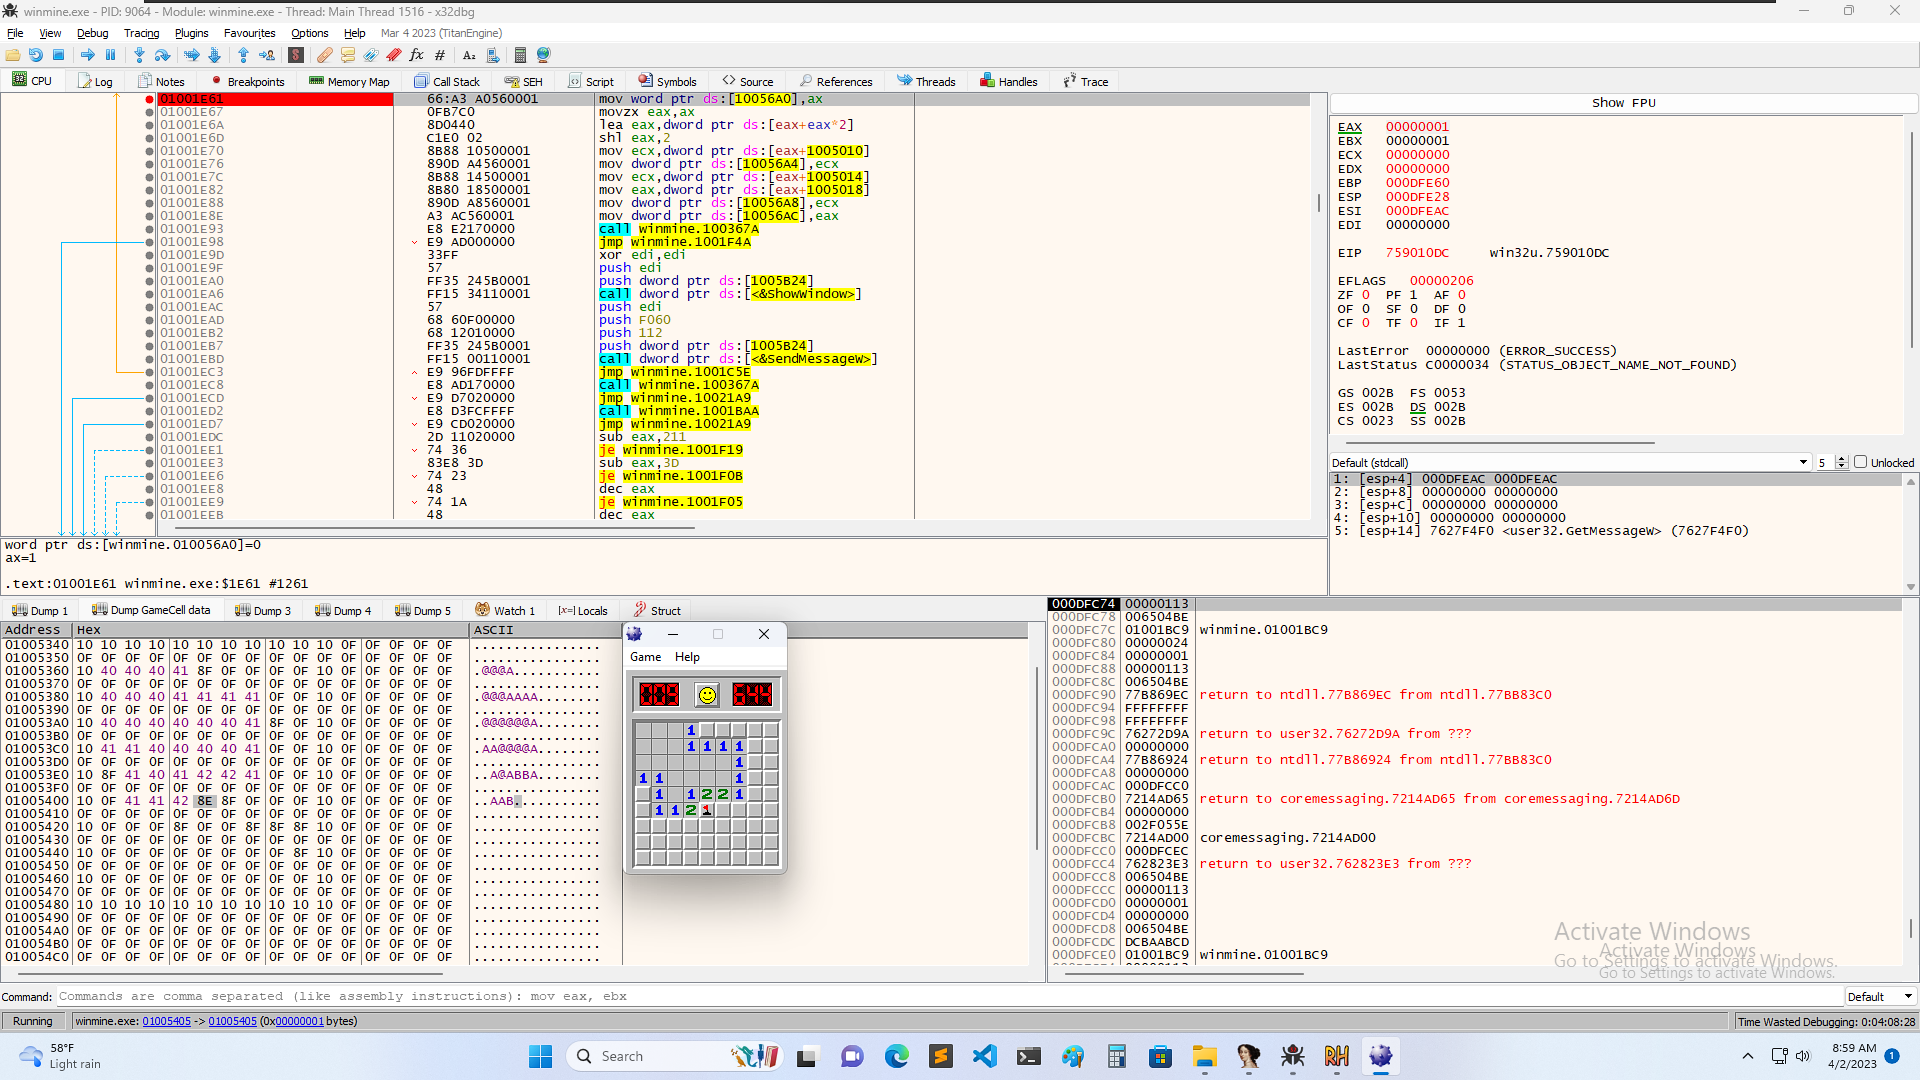 winmine.exe - PID: 9064 - Module: winmine.exe - Thread: Main Thread 1516 - x32dbg
File View Debug Tracing Plugins Favourites Options Help Mar 4 2023 (TitanEngine)
CPU Log Notes Breakpoints Memory Map Call Stack SEH Script Symbols Source References Threads Handles Trace
01001E61 66:A3 A0560001 mov word ptr ds:[10056A0],ax
01001E67 0FB7C0 movzx eax,ax
01001E6A 8D0440 lea eax,dword ptr ds:[eax+eax*2]
01001E6D C1E0 02 shl eax,2
01001E70 8B88 10500001 mov ecx,dword ptr ds:[eax+1005010]
01001E76 890D A4560001 mov dword ptr ds:[10056A4],ecx
01001E7C 8B88 14500001 mov ecx,dword ptr ds:[eax+1005014]
01001E82 8B80 18500001 mov eax,dword ptr ds:[eax+1005018]
01001E88 890D A8560001 mov dword ptr ds:[10056A8],ecx
01001E8E A3 AC560001 mov dword ptr ds:[10056AC],eax
01001E93 E8 E2170000 call winmine.100367A
01001E98 E9 AD000000 jmp winmine.1001F4A
01001E9D 33FF xor edi,edi
01001E9F 57 push edi
01001EA0 FF35 245B0001 push dword ptr ds:[1005B24]
01001EA6 FF15 34110001 call dword ptr ds:[<&ShowWindow>]
01001EAC 57 push edi
01001EAD 68 60F00000 push F060
01001EB2 68 12010000 push 112
01001EB7 FF35 245B0001 push dword ptr ds:[1005B24]
01001EBD FF15 00110001 call dword ptr ds:[<&SendMessageW>]
01001EC3 E9 96FDFFFF jmp winmine.1001C5E
01001EC8 E8 AD170000 call winmine.100367A
01001ECD E9 D7020000 jmp winmine.10021A9
01001ED2 E8 D3FCFFFF call winmine.1001BAA
01001ED7 E9 CD020000 jmp winmine.10021A9
01001EDC 2D 11020000 sub eax,211
01001EE1 74 36 je winmine.1001F19
01001EE3 83E8 3D sub eax,3D
01001EE6 74 23 je winmine.1001F0B
01001EE8 48 dec eax
01001EE9 74 1A je winmine.1001F05
01001EEB 48 dec eax
word ptr ds:[winmine.010056A0]=0
ax=1
.text:01001E61 winmine.exe:$1E61 #1261
Show FPU
EAX 00000001
EBX 00000001
ECX 00000000
EDX 00000000
EBP 000DFE60
ESP 000DFE28
ESI 000DFEAC
EDI 00000000
EIP 759010DC win32u.759010DC
EFLAGS 00000206
ZF 0 PF 1 AF 0
OF 0 SF 0 DF 0
CF 0 TF 0 IF 1
LastError 00000000 (ERROR_SUCCESS)
LastStatus C0000034 (STATUS_OBJECT_NAME_NOT_FOUND)
GS 002B FS 0053
ES 002B DS 002B
CS 0023 SS 002B
Default (stdcall) 5 Unlocked
1: [esp+4] 000DFEAC 000DFEAC
2: [esp+8] 00000000 00000000
3: [esp+C] 00000000 00000000
4: [esp+10] 00000000 00000000
5: [esp+14] 7627F4F0 <user32.GetMessageW> (7627F4F0)
Dump 1 Dump GameCell data Dump 3 Dump 4 Dump 5 Watch 1 Locals Struct
Address Hex ASCII
01005340 10 10 10 10 10 10 10 10 10 10 10 0F 0F 0F 0F 0F ................
01005350 0F 0F 0F 0F 0F 0F 0F 0F 0F 0F 0F 0F 0F 0F 0F 0F ................
01005360 10 40 40 40 41 8F 0F 0F 0F 0F 10 0F 0F 0F 0F 0F .@@@A...........
01005370 0F 0F 0F 0F 0F 0F 0F 0F 0F 0F 0F 0F 0F 0F 0F 0F ................
01005380 10 40 40 40 41 41 41 41 0F 0F 10 0F 0F 0F 0F 0F .@@@AAAA........
01005390 0F 0F 0F 0F 0F 0F 0F 0F 0F 0F 0F 0F 0F 0F 0F 0F ................
010053A0 10 40 40 40 40 40 40 41 8F 0F 10 0F 0F 0F 0F 0F .@@@@@@A........
010053B0 0F 0F 0F 0F 0F 0F 0F 0F 0F 0F 0F 0F 0F 0F 0F 0F ................
010053C0 10 41 41 40 40 40 40 41 0F 0F 10 0F 0F 0F 0F 0F .AA@@@@A........
010053D0 0F 0F 0F 0F 0F 0F 0F 0F 0F 0F 0F 0F 0F 0F 0F 0F ................
010053E0 10 8F 41 40 41 42 42 41 0F 0F 10 0F 0F 0F 0F 0F ..A@ABBA........
010053F0 0F 0F 0F 0F 0F 0F 0F 0F 0F 0F 0F 0F 0F 0F 0F 0F ................
01005400 10 0F 41 41 42 8E 8F 0F 0F 0F 10 0F 0F 0F 0F 0F ..AAB...........
01005410 0F 0F 0F 0F 0F 0F 0F 0F 0F 0F 0F 0F 0F 0F 0F 0F ................
01005420 10 0F 0F 0F 8F 0F 0F 8F 8F 8F 10 0F 0F 0F 0F 0F ................
01005430 0F 0F 0F 0F 0F 0F 0F 0F 0F 0F 0F 0F 0F 0F 0F 0F ................
01005440 10 0F 0F 0F 0F 0F 0F 0F 0F 8F 10 0F 0F 0F 0F 0F ................
01005450 0F 0F 0F 0F 0F 0F 0F 0F 0F 0F 0F 0F 0F 0F 0F 0F ................
01005460 10 0F 0F 0F 0F 0F 0F 0F 0F 0F 10 0F 0F 0F 0F 0F ................
01005470 0F 0F 0F 0F 0F 0F 0F 0F 0F 0F 0F 0F 0F 0F 0F 0F ................
01005480 10 10 10 10 10 10 10 10 10 10 10 0F 0F 0F 0F 0F ................
01005490 0F 0F 0F 0F 0F 0F 0F 0F 0F 0F 0F 0F 0F 0F 0F 0F ................
010054A0 0F 0F 0F 0F 0F 0F 0F 0F 0F 0F 0F 0F 0F 0F 0F 0F ................
010054B0 0F 0F 0F 0F 0F 0F 0F 0F 0F 0F 0F 0F 0F 0F 0F 0F ................
010054C0 0F 0F 0F 0F 0F 0F 0F 0F 0F 0F 0F 0F 0F 0F 0F 0F ................
Game Help
009 644
1
1 1 1 1
1
1 1 1
1 1 2 2 1
1 1 2 1
000DFC74 00000113
000DFC78 006504BE
000DFC7C 01001BC9 winmine.01001BC9
000DFC80 00000024
000DFC84 00000001
000DFC88 00000113
000DFC8C 006504BE
000DFC90 77B869EC return to ntdll.77B869EC from ntdll.77BB83C0
000DFC94 FFFFFFFF
000DFC98 FFFFFFFF
000DFC9C 76272D9A return to user32.76272D9A from ???
000DFCA0 00000000
000DFCA4 77B86924 return to ntdll.77B86924 from ntdll.77BB83C0
000DFCA8 00000000
000DFCAC 000DFCC0
000DFCB0 7214AD65 return to coremessaging.7214AD65 from coremessaging.7214AD6D
000DFCB4 00000000
000DFCB8 002F055E
000DFCBC 7214AD00 coremessaging.7214AD00
000DFCC0 000DFCEC
000DFCC4 762823E3 return to user32.762823E3 from ???
000DFCC8 006504BE
000DFCCC 00000113
000DFCD0 00000001
000DFCD4 00000000
000DFCD8 006504BE
000DFCDC DCBAABCD
000DFCE0 01001BC9 winmine.01001BC9
Activate Windows
Go to Settings to activate Windows.
Activate Windows
Go to Settings to activate Windows.
Command: Commands are comma separated (like assembly instructions): mov eax, ebx Default
Running winmine.exe: 01005405 -> 01005405 (0x00000001 bytes) Time Wasted Debugging: 0:04:08:28
58°F
Light rain
Search
RH
8:59 AM
4/2/2023
1